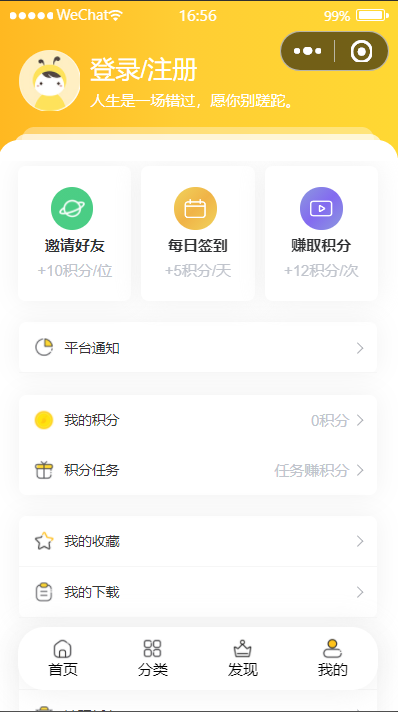 WeChat 16:56 99%
登录/注册
人生是一场错过，愿你别蹉跎。
邀请好友 每日签到 赚取积分
+10积分/位 +5积分/天 +12积分/次
平台通知
我的积分 0积分
积分任务 任务赚积分
我的收藏
我的下载
首页 分类 发现 我的